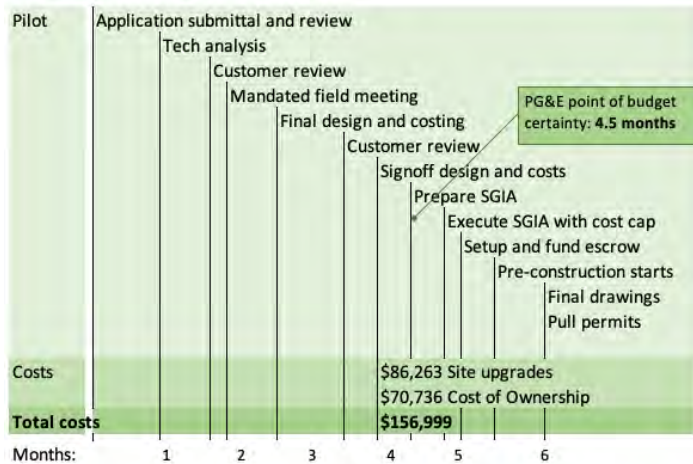 Pilot Application submittal and review
Tech analysis
Customer review
Mandated field meeting
PG&E point of budget
certainty: 4.5 months
Final design and costing
Customer review
Signoff design and costs
Prepare SGIA
Execute SGIA with cost cap
Setup and fund escrow
Pre-construction starts
Final drawings
Pull permits
Costs $86,263 Site upgrades
$70,736 Cost of Ownership
Total costs $156,999
Months: 1 2 3 4 5 6